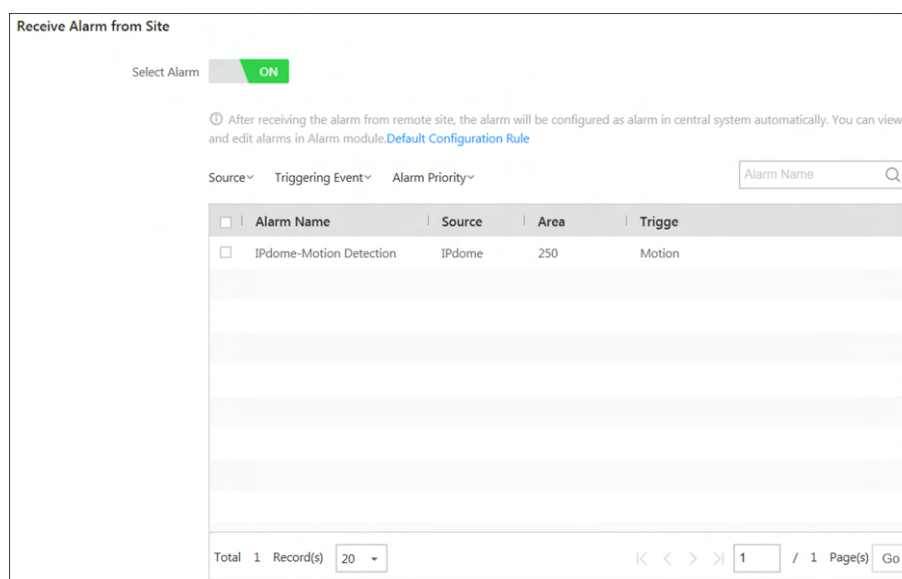 Receive Alarm from Site
Select Alarm ON
After receiving the alarm from remote site, the alarm will be configured as alarm in central system automatically. You can view
and edit alarms in Alarm module.Default Configuration Rule
Source Triggering Event Alarm Priority Alarm Name
Alarm Name Source Area Trigge
IPdome-Motion Detection IPdome 250 Motion
Total 1 Record(s) 20 1 / 1 Page(s) Go